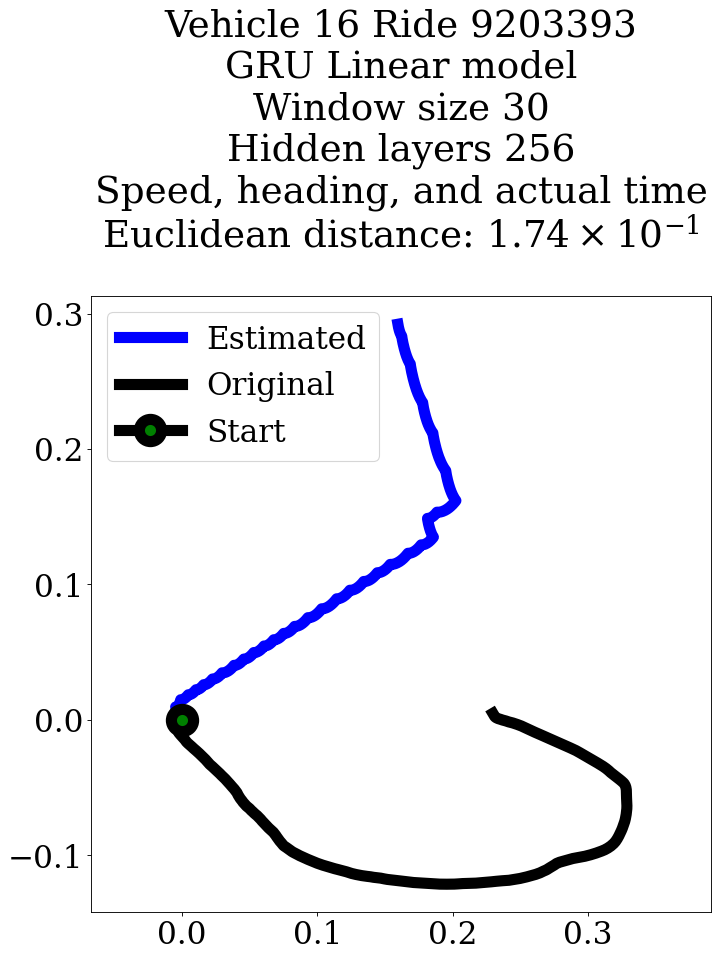 Vehicle 16 Ride 9203393
GRU Linear model
Window size 30
Hidden layers 256
Speed, heading, and actual time
Euclidean distance: 1.74 × 10⁻¹
Estimated
Original
Start
0.3
0.2
0.1
0.0
−0.1
0.0 0.1 0.2 0.3